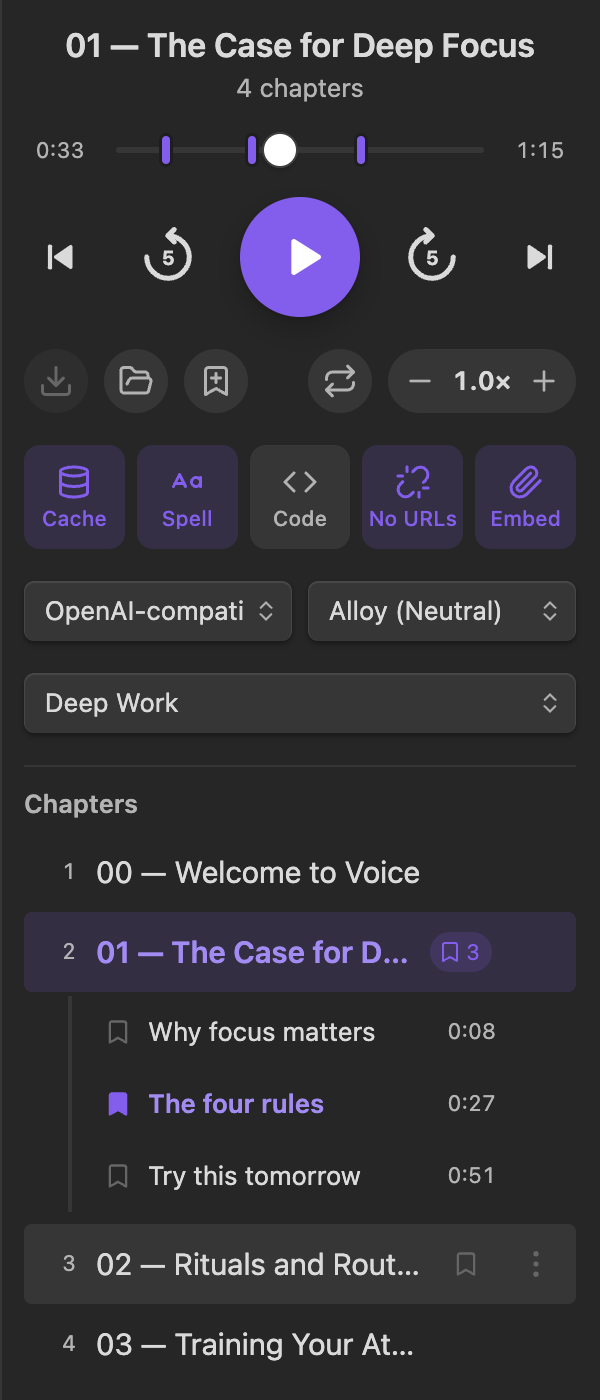 01 — The Case for Deep Focus
4 chapters
0:33
1:15
5
5
1.0×
Cache
Aa
Spell
Code
No URLs
Embed
OpenAI-compati
Alloy (Neutral)
Deep Work
Chapters
1 00 — Welcome to Voice
2 01 — The Case for D... 3
Why focus matters 0:08
The four rules 0:27
Try this tomorrow 0:51
3 02 — Rituals and Rout...
4 03 — Training Your At...